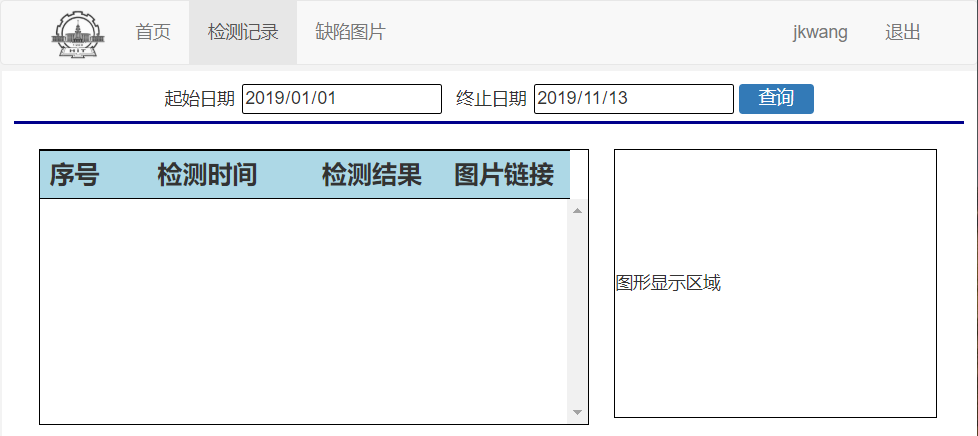 HIT 首页 检测记录 缺陷图片 jkwang 退出
起始日期 2019/01/01 终止日期 2019/11/13 查询
序号 检测时间 检测结果 图片链接
图形显示区域